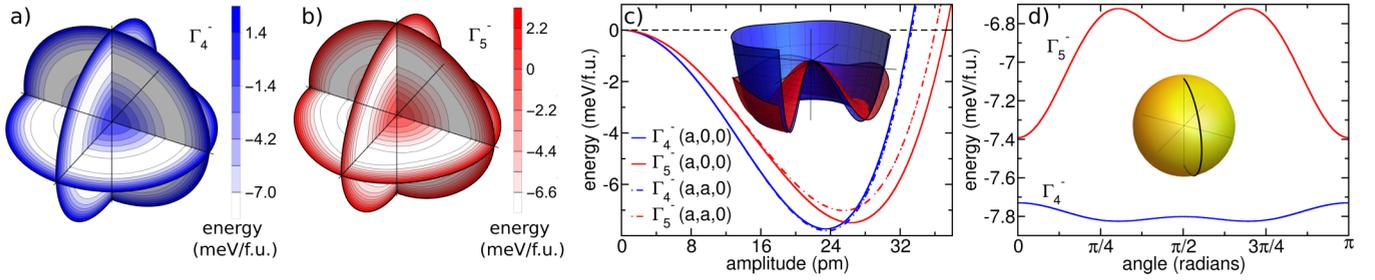 a)
Γ4-
1.4
−1.4
−4.2
−7.0
energy
(meV/f.u.)
b)
Γ5-
2.2
0
−2.2
−4.4
−6.6
energy
(meV/f.u.)
c)
energy (meV/f.u.)
0
-2
-4
-6
Γ4- (a,0,0)
Γ5- (a,0,0)
Γ4- (a,a,0)
Γ5- (a,a,0)
0 8 16 24 32
amplitude (pm)
d)
energy (meV/f.u.)
-6.8
-7
-7.2
-7.4
-7.6
-7.8
Γ5-
Γ4-
0 π/4 π/2 3π/4 π
angle (radians)